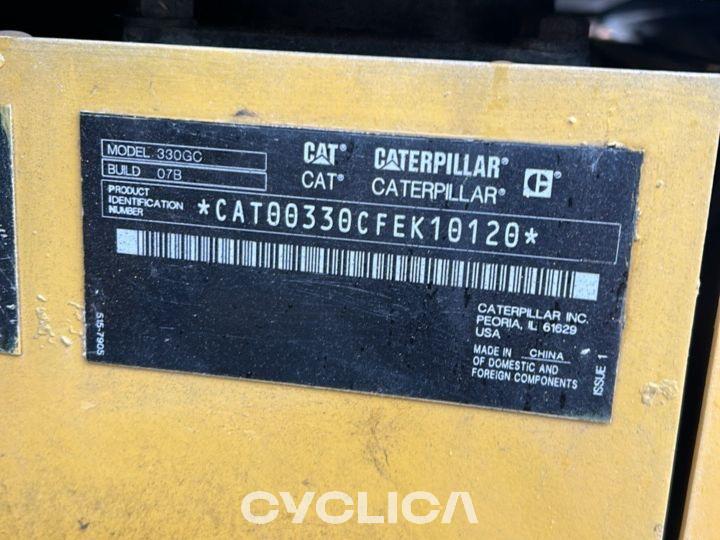 MODEL 330GC
BUILD 07B
CAT® CATERPILLAR® C®
CAT® CATERPILLAR®
PRODUCT
IDENTIFICATION
NUMBER
*CAT00330CFEK10120*
CATERPILLAR INC.
PEORIA, IL 61629
USA
MADE IN CHINA
OF DOMESTIC AND
FOREIGN COMPONENTS
515-7905
ISSUE 1
CYCLICA